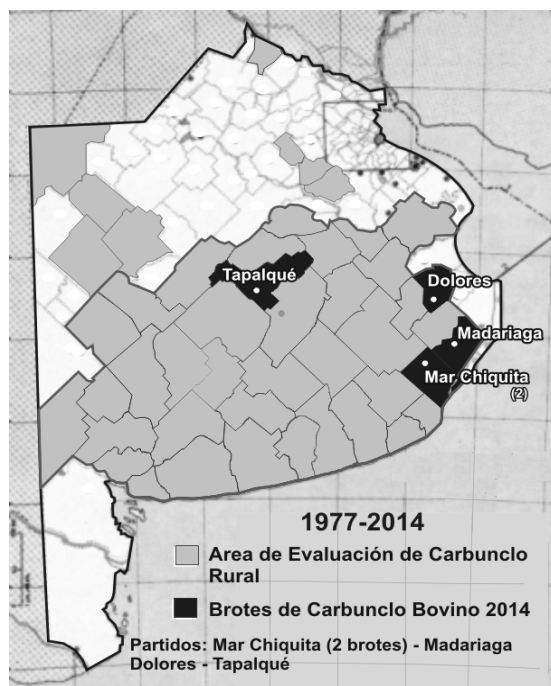 Tapalqué
Dolores
Madariaga
Mar Chiquita
(2)
1977-2014
Area de Evaluación de Carbunclo
Rural
Brotes de Carbunclo Bovino 2014
Partidos: Mar Chiquita (2 brotes) - Madariaga
Dolores - Tapalqué